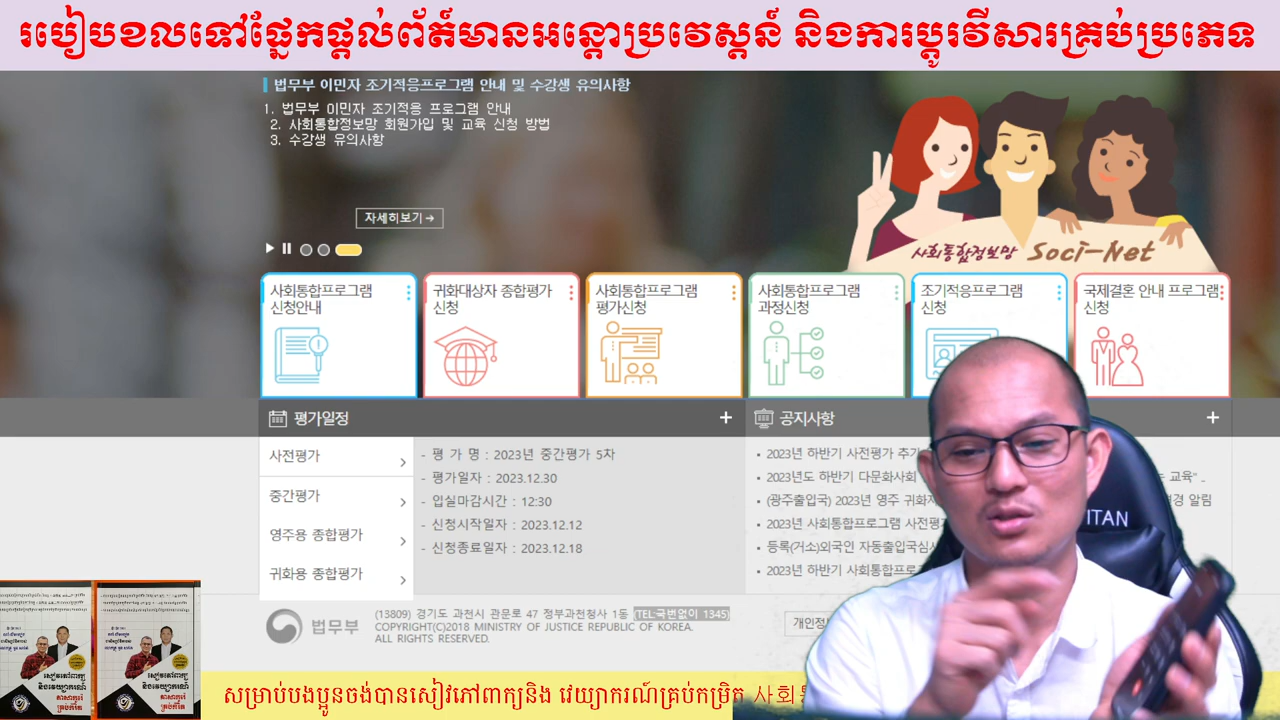 របៀបខលទៅផ្នែកផ្តល់ព័ត៌មានអន្តោប្រវេស្តន៍ និងការប្តូរវីសារគ្រប់ប្រភេទ
법무부 이민자 조기적응프로그램 안내 및 수강생 유의사항
1. 법무부 이민자 조기적응 프로그램 안내
2. 사회통합정보망 회원가입 및 교육 신청 방법
3. 수강생 유의사항
자세히보기→
사회통합정보망 Soci-Net
사회통합프로그램 신청안내
귀화대상자 종합평가 신청
사회통합프로그램 평가신청
사회통합프로그램 과정신청
조기적응프로그램 신청
국제결혼 안내 프로그램 신청
평가일정 +
공지사항 +
사전평가
중간평가
영주용 종합평가
귀화용 종합평가
- 평 가 명 : 2023년 중간평가 5차
- 평가일자 : 2023.12.30
- 입실마감시간 : 12:30
- 신청시작일자 : 2023.12.12
- 신청종료일자 : 2023.12.18
• 2023년 하반기 사전평가 추가
• 2023년도 하반기 다문화사회 교육" ..
• (광주출입국) 2023년 영주 귀화 알림
• 2023년 사회통합프로그램 사전평가
• 등록(거소)외국인 자동출입국심사
• 2023년 하반기 사회통합프로그
TITAN
법무부
(13809) 경기도 과천시 관문로 47 정부과천청사 1동 (TEL:국번없이 1345)
COPYRIGHT(C)2018 MINISTRY OF JUSTICE REPUBLIC OF KOREA.
ALL RIGHTS RESERVED.
개인정
សម្រាប់បងប្អូនចង់បានសៀវភៅពាក្យនិង វេយ្យាករណ៍គ្រប់កម្រិត 사회